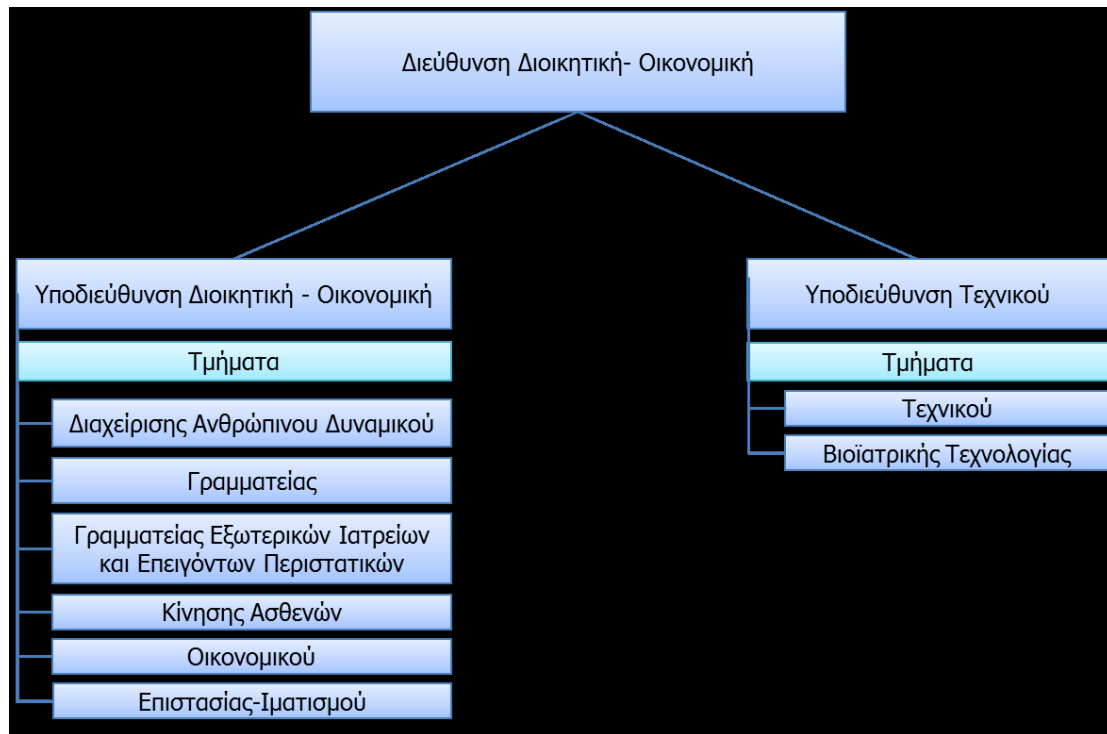 Διεύθυνση Διοικητική- Οικονομική
Υποδιεύθυνση Διοικητική - Οικονομική
Τμήματα
Διαχείρισης Ανθρώπινου Δυναμικού
Γραμματείας
Γραμματείας Εξωτερικών Ιατρείων
και Επειγόντων Περιστατικών
Κίνησης Ασθενών
Οικονομικού
Επιστασίας-Ιματισμού
Υποδιεύθυνση Τεχνικού
Τμήματα
Τεχνικού
Βιοϊατρικής Τεχνολογίας